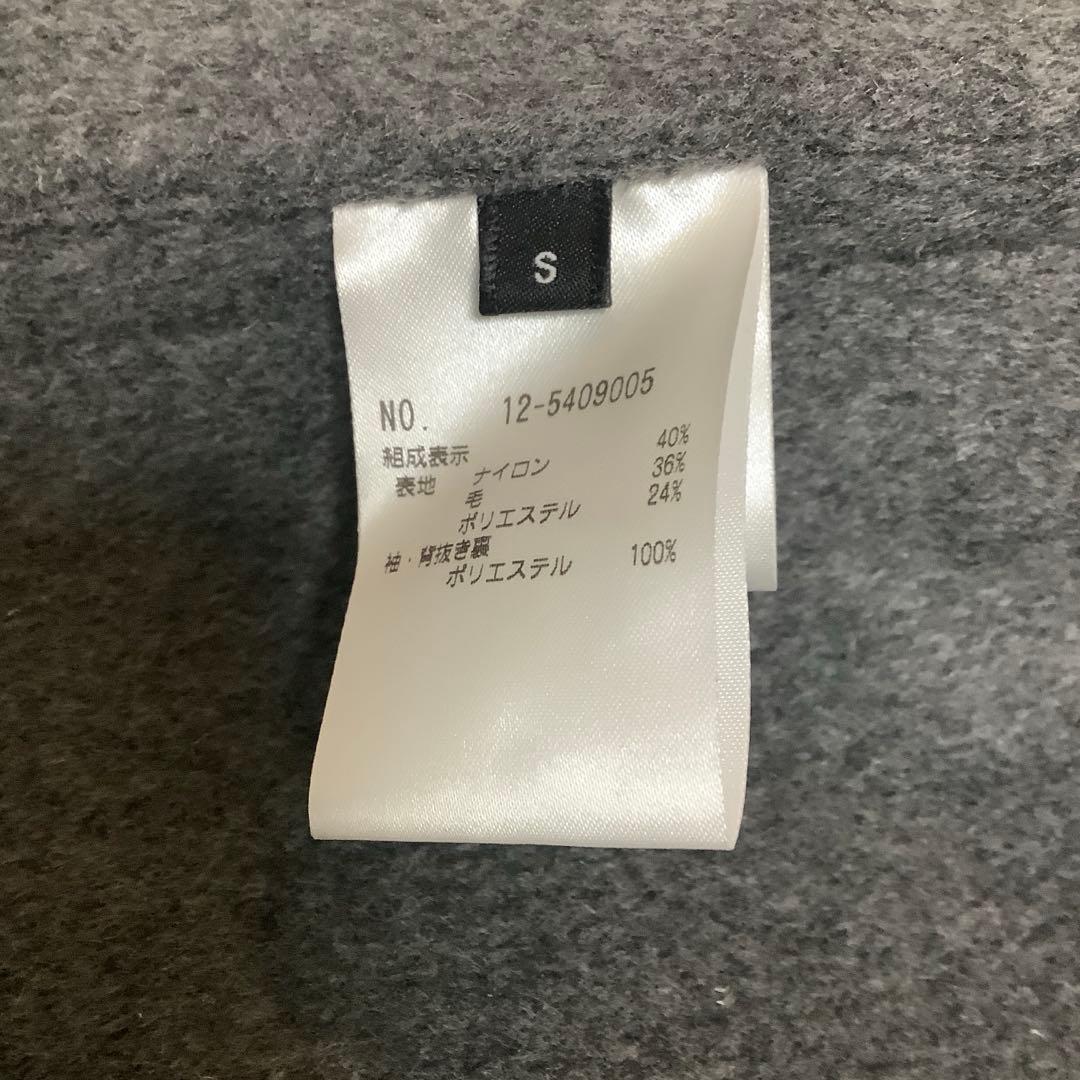 S
NO. 12-5409005
組成表示
表地 ナイロン 40%
毛 36%
ポリエステル 24%
袖・背抜き裏
ポリエステル 100%